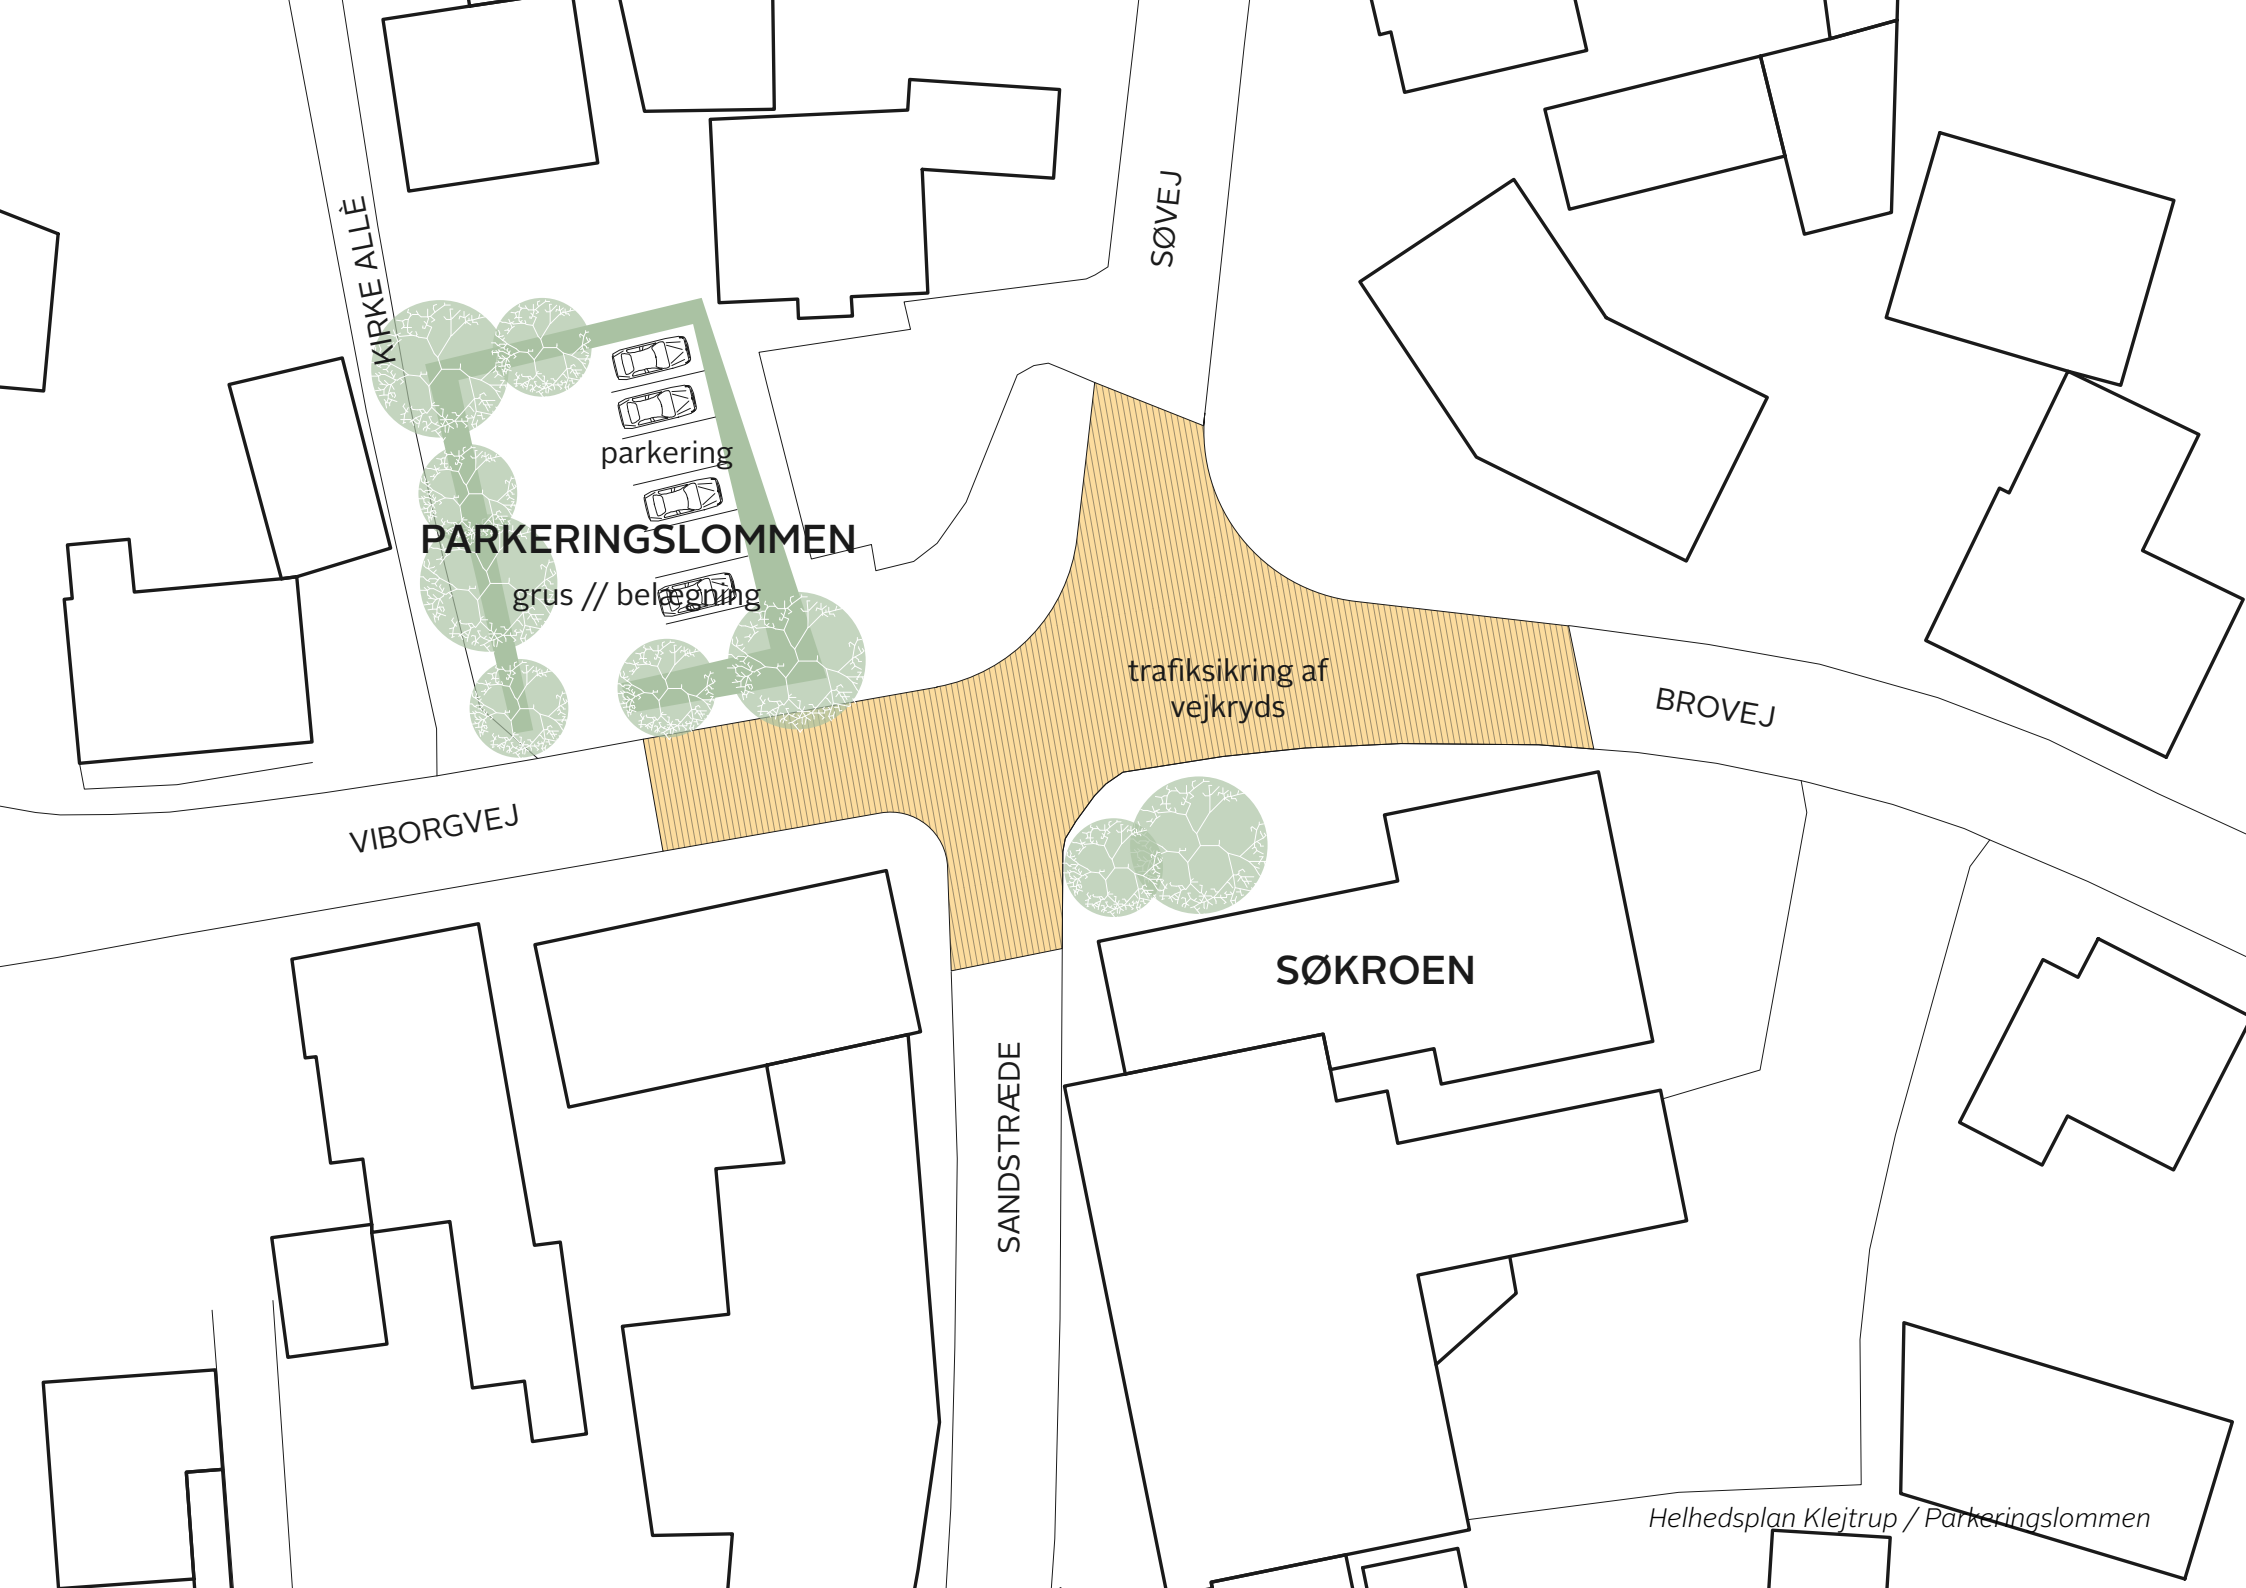 KIRKE ALLÈ
SØVEJ
parkering
PARKERINGSLOMMEN
grus // belægning
trafiksikring af
vejkryds
BROVEJ
VIBORGVEJ
SØKROEN
SANDSTRÆDE
Helhedsplan Klejtrup / Parkeringslommen